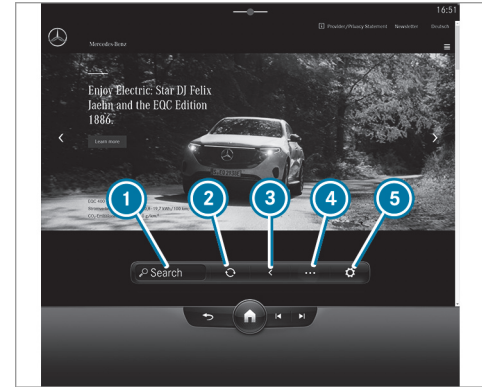 16:51
Provider/Privacy Statement Newsletter Deutsch
Mercedes-Benz
Enjoy Electric: Star DJ Felix
Jaehn and the EQC Edition
1886.
Learn more
1 2 3 4 5
Search